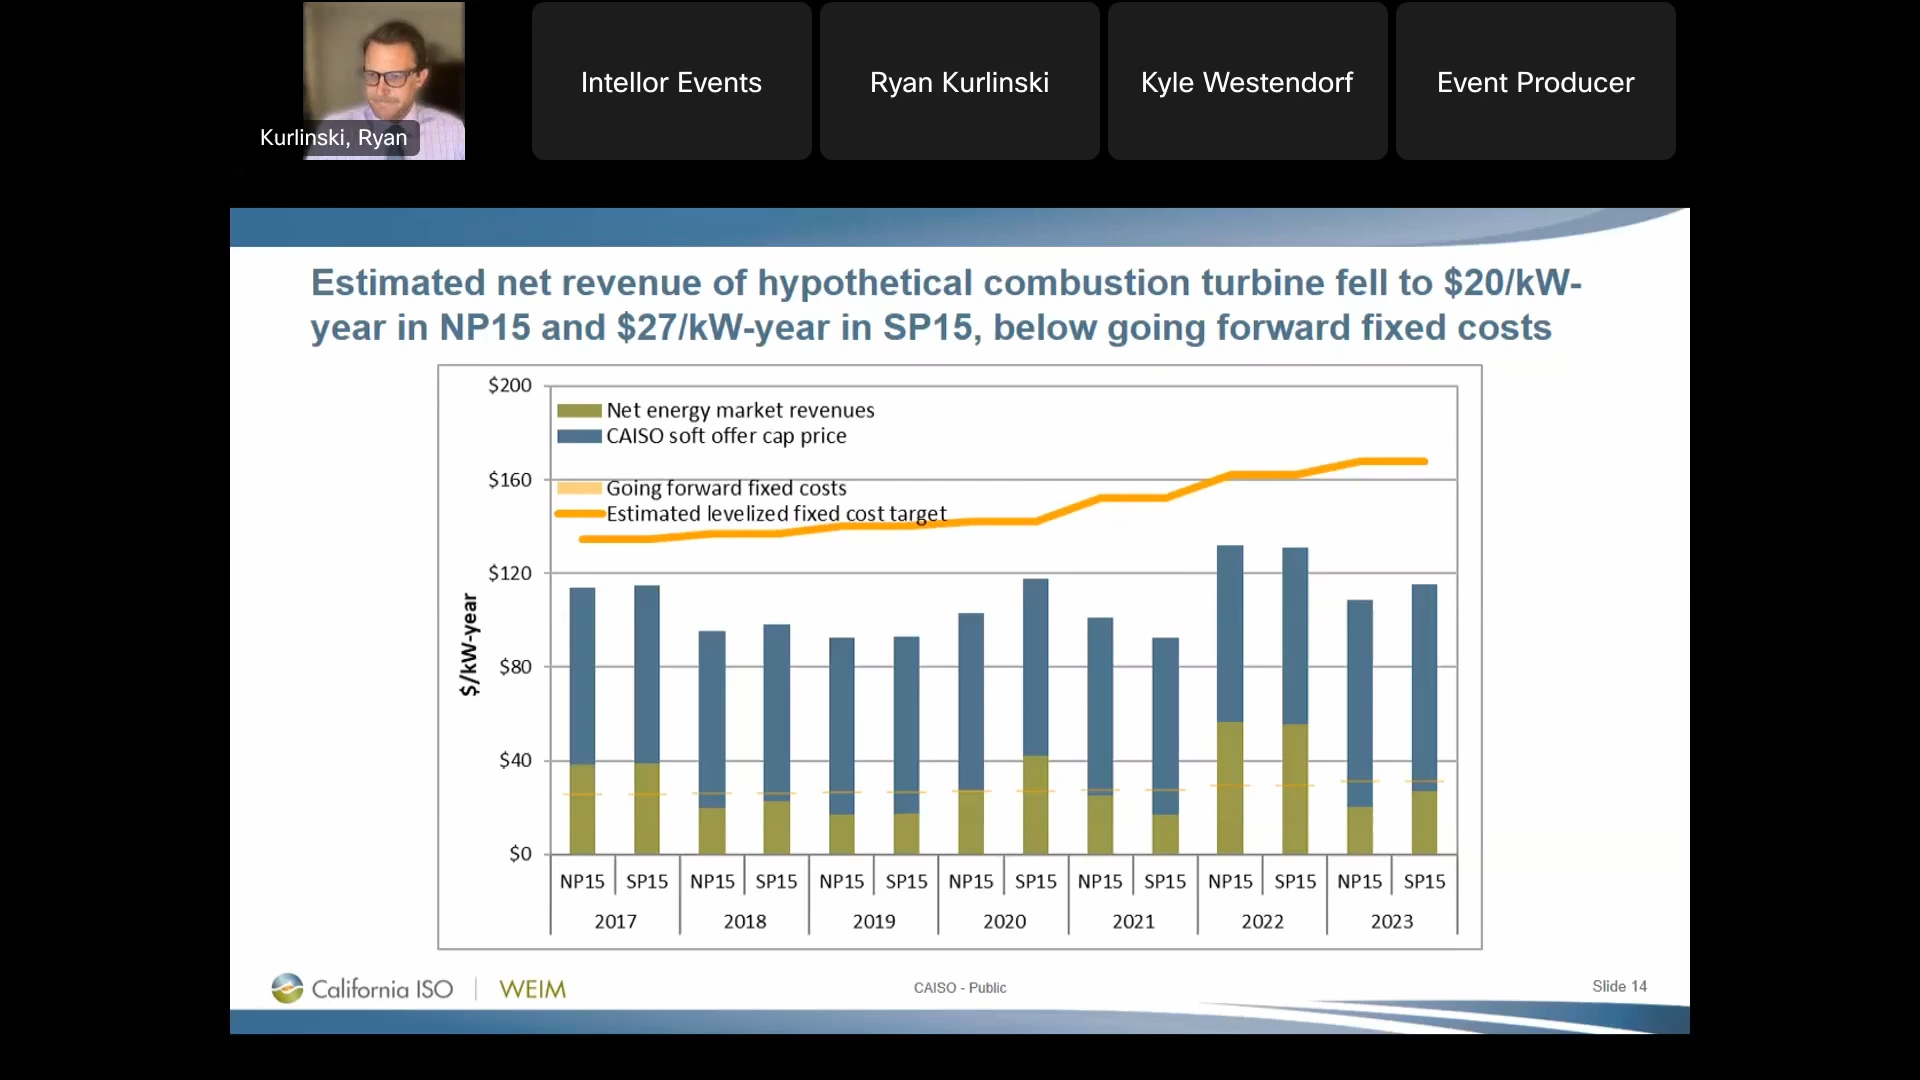 Kurlinski, Ryan
Intellor Events
Ryan Kurlinski
Kyle Westendorf
Event Producer
Estimated net revenue of hypothetical combustion turbine fell to $20/kW-
year in NP15 and $27/kW-year in SP15, below going forward fixed costs
$200
$160
$120
$80
$40
$0
$/kW-year
Net energy market revenues
CAISO soft offer cap price
Going forward fixed costs
Estimated levelized fixed cost target
NP15 SP15 NP15 SP15 NP15 SP15 NP15 SP15 NP15 SP15 NP15 SP15 NP15 SP15
2017 2018 2019 2020 2021 2022 2023
California ISO | WEIM
CAISO - Public
Slide 14